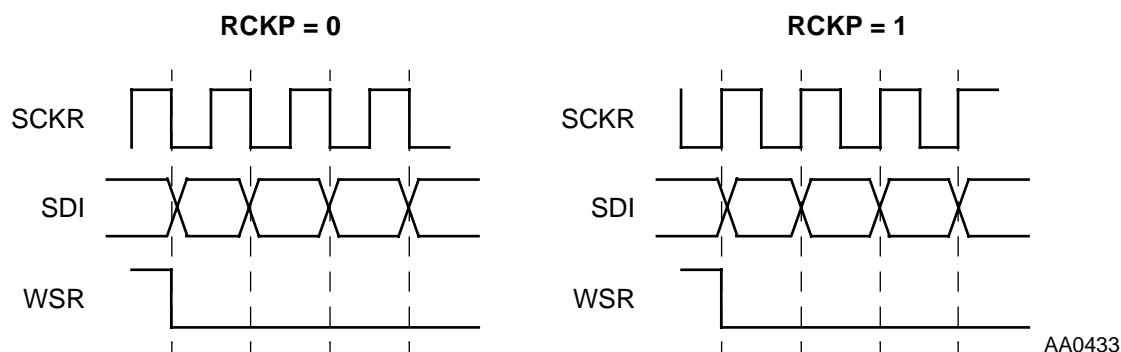 RCKP = 0
SCKR
SDI
WSR
RCKP = 1
SCKR
SDI
WSR
AA0433